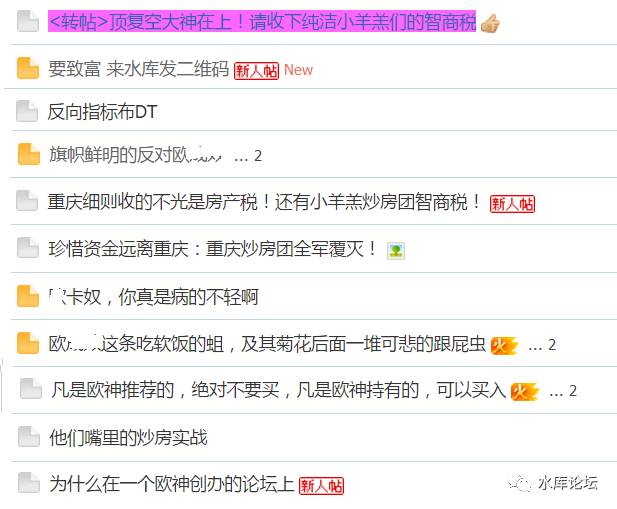 <转帖>顶复空大神在上！请收下纯洁小羊羔们的智商税
要致富 来水库发二维码 新人帖 New
反向指标布DT
旗帜鲜明的反对欧 ... 2
重庆细则收的不光是房产税！还有小羊羔炒房团智商税！ 新人帖
珍惜资金远离重庆：重庆炒房团全军覆灭！
卡奴，你真是病的不轻啊
欧 这条吃软饭的蛆，及其菊花后面一堆可悲的跟屁虫 火 ... 2
凡是欧神推荐的，绝对不要买，凡是欧神持有的，可以买入 火 ... 2
他们嘴里的炒房实战
为什么在一个欧神创办的论坛上 新人帖
水库论坛